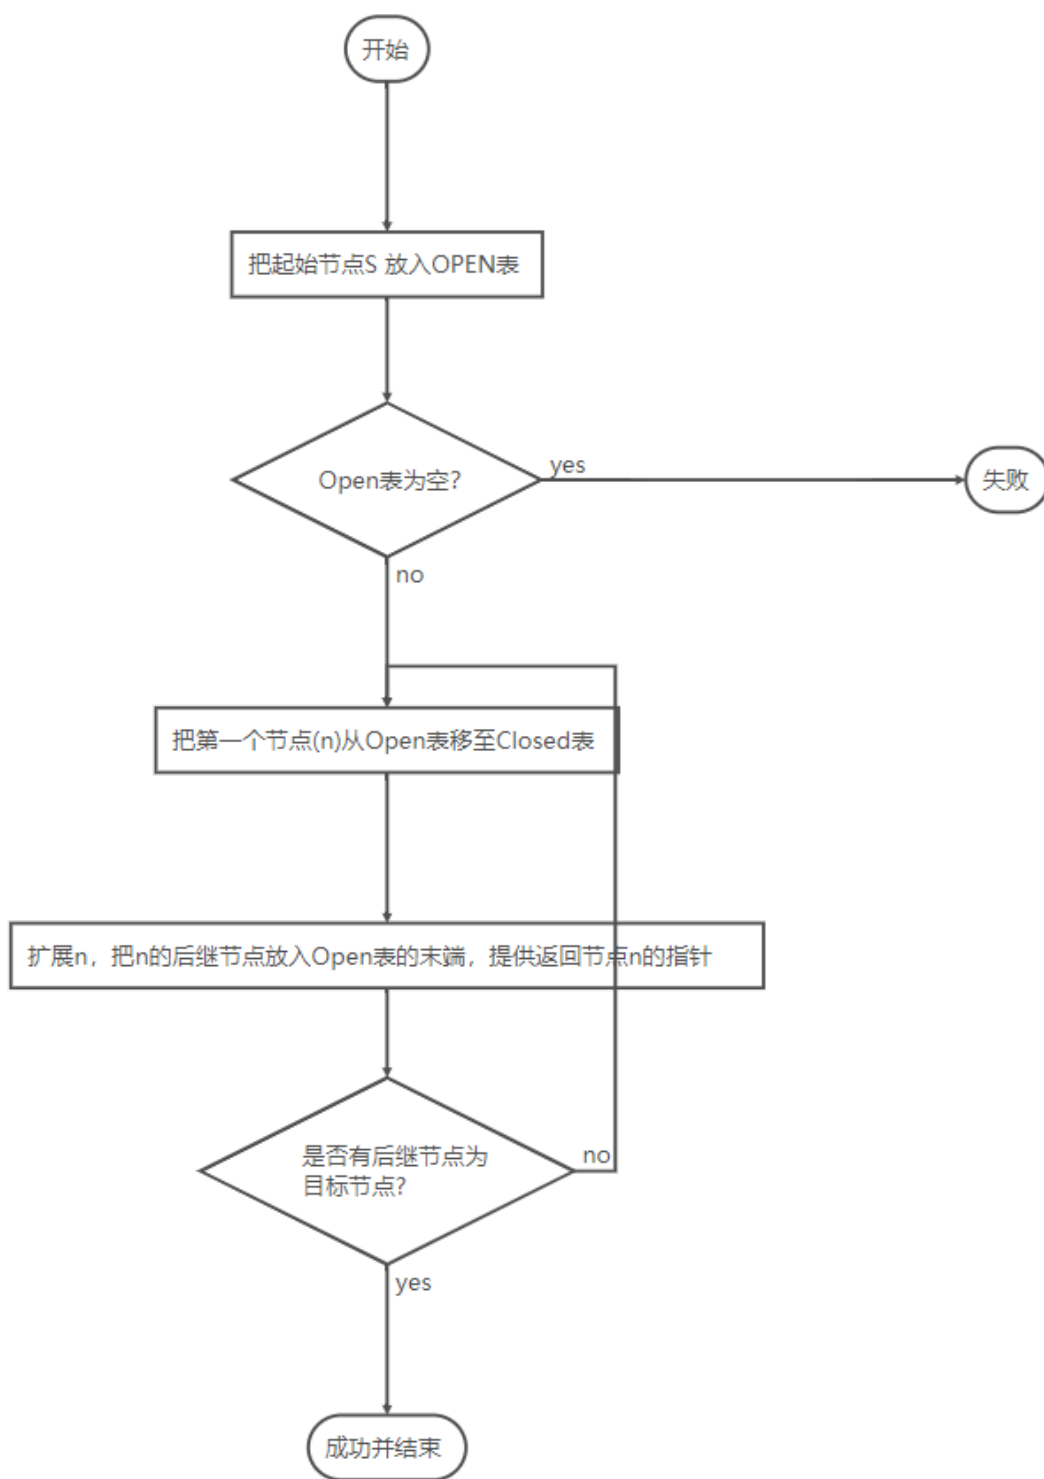 开始
把起始节点S 放入OPEN表
Open表为空?
yes
失败
no
把第一个节点(n)从Open表移至Closed表
扩展n，把n的后继节点放入Open表的末端，提供返回节点n的指针
是否有后继节点为
目标节点?
no
yes
成功并结束